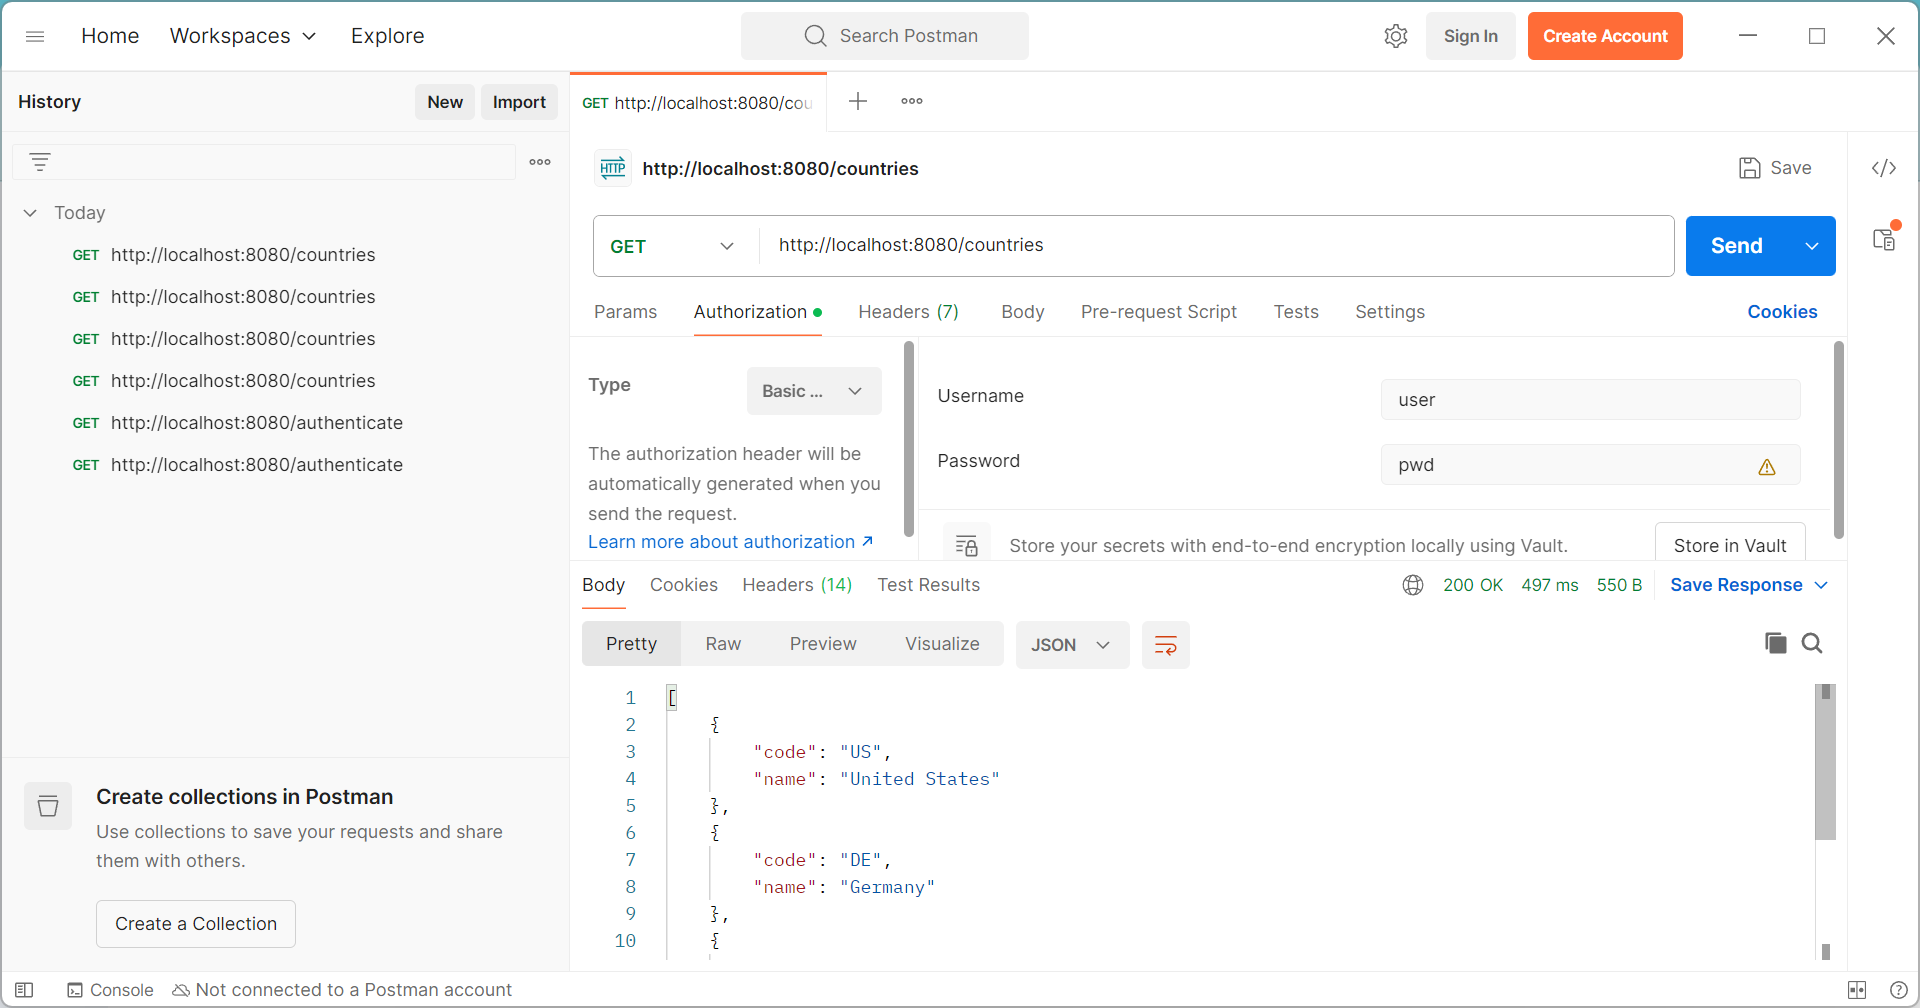 Home Workspaces Explore
Search Postman
Sign In
Create Account
History
New
Import
Today
GET http://localhost:8080/countries
GET http://localhost:8080/countries
GET http://localhost:8080/countries
GET http://localhost:8080/countries
GET http://localhost:8080/authenticate
GET http://localhost:8080/authenticate
Create collections in Postman
Use collections to save your requests and share
them with others.
Create a Collection
GET http://localhost:8080/cou
HTTP http://localhost:8080/countries
Save
</>
GET http://localhost:8080/countries
Send
Params Authorization Headers (7) Body Pre-request Script Tests Settings Cookies
Type Basic ...
The authorization header will be
automatically generated when you
send the request.
Learn more about authorization
Username user
Password pwd
Store your secrets with end-to-end encryption locally using Vault.
Store in Vault
Body Cookies Headers (14) Test Results
200 OK 497 ms 550 B Save Response
Pretty Raw Preview Visualize JSON
1 [
2 {
3 "code": "US",
4 "name": "United States"
5 },
6 {
7 "code": "DE",
8 "name": "Germany"
9 },
10 {
Console Not connected to a Postman account